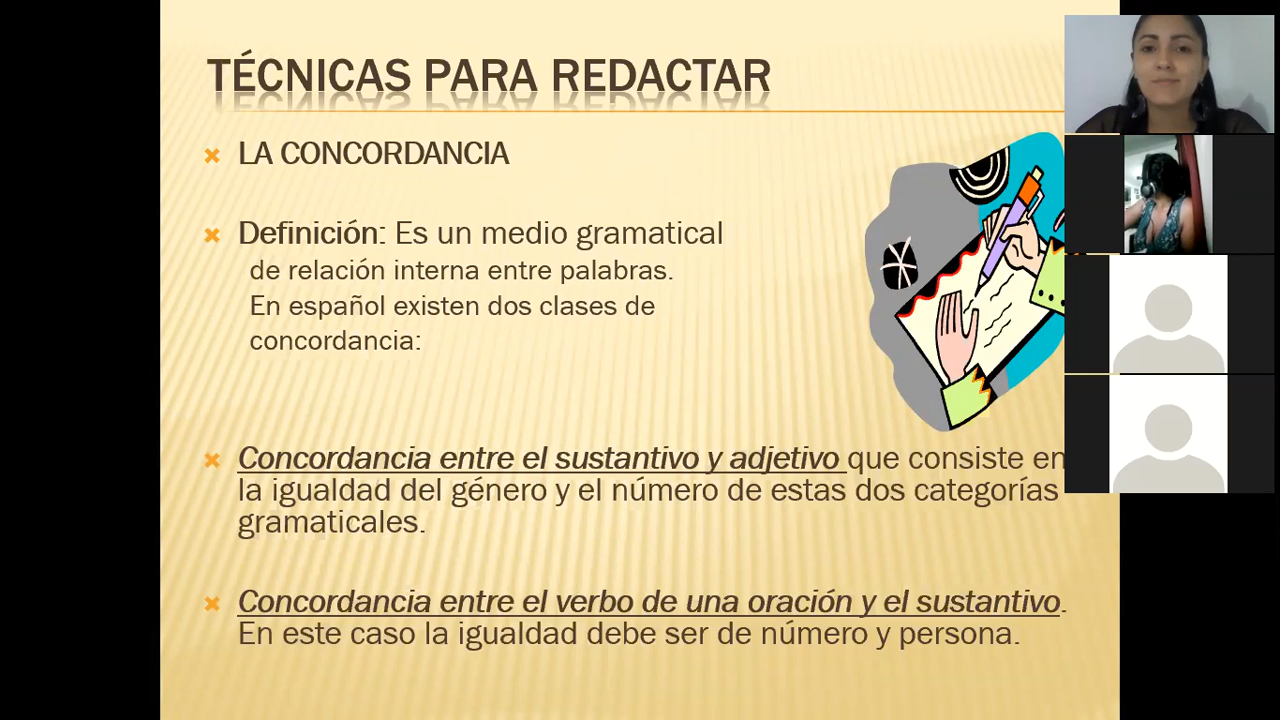 TÉCNICAS PARA REDACTAR
LA CONCORDANCIA
Definición: Es un medio gramatical
de relación interna entre palabras.
En español existen dos clases de
concordancia:
Concordancia entre el sustantivo y adjetivo que consiste en
la igualdad del género y el número de estas dos categorías
gramaticales.
Concordancia entre el verbo de una oración y el sustantivo.
En este caso la igualdad debe ser de número y persona.